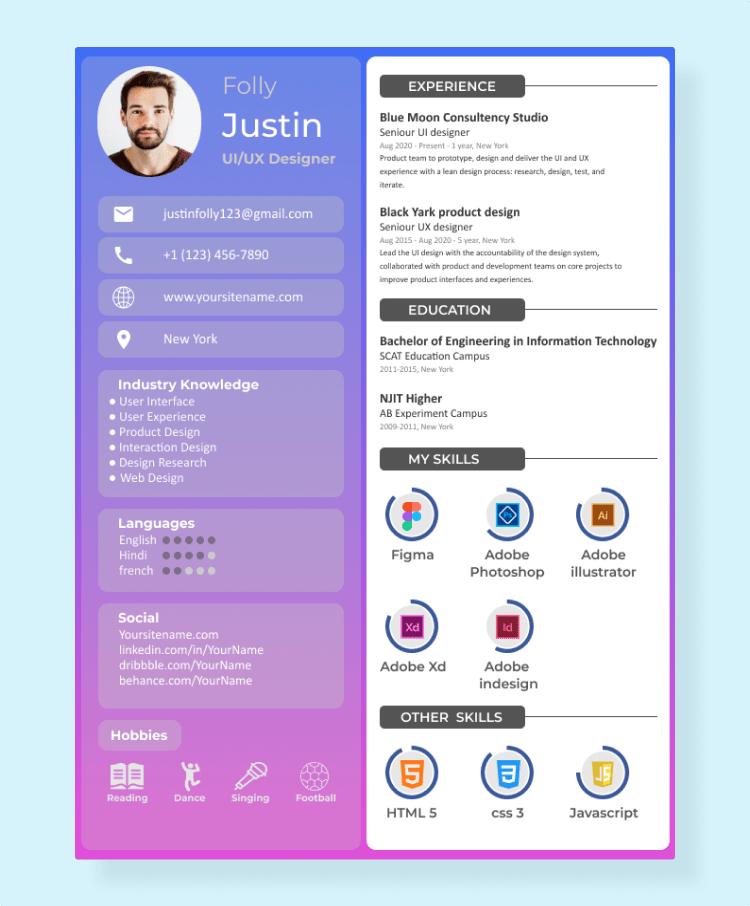 Folly
Justin
UI/UX Designer
justinfolly123@gmail.com
+1 (123) 456-7890
www.yoursitename.com
New York
Industry Knowledge
User Interface
User Experience
Product Design
Interaction Design
Design Research
Web Design
Languages
English
Hindi
french
Social
Yoursitename.com
linkedin.com/in/YourName
dribbble.com/YourName
behance.com/YourName
Hobbies
Reading
Dance
Singing
Football
EXPERIENCE
Blue Moon Consultency Studio
Seniour UI designer
Aug 2020 - Present - 1 year, New York
Product team to prototype, design and deliver the UI and UX
experience with a lean design process: research, design, test, and
iterate.
Black Yark product design
Seniour UX designer
Aug 2015 - Aug 2020 - 5 year, New York
Lead the UI design with the accountability of the design system,
collaborated with product and development teams on core projects to
improve product interfaces and experiences.
EDUCATION
Bachelor of Engineering in Information Technology
SCAT Education Campus
2011-2015, New York
NJIT Higher
AB Experiment Campus
2009-2011, New York
MY SKILLS
Ps
Ai
Figma
Adobe
Photoshop
Adobe
illustrator
Xd
Id
Adobe Xd
Adobe
indesign
OTHER SKILLS
5
3
JS
HTML 5
css 3
Javascript